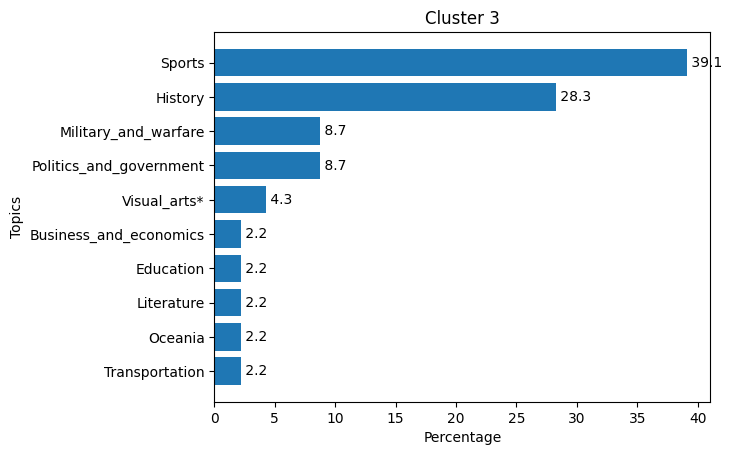 Cluster 3
Topics
Sports 39.1
History 28.3
Military_and_warfare 8.7
Politics_and_government 8.7
Visual_arts* 4.3
Business_and_economics 2.2
Education 2.2
Literature 2.2
Oceania 2.2
Transportation 2.2
0 5 10 15 20 25 30 35 40
Percentage